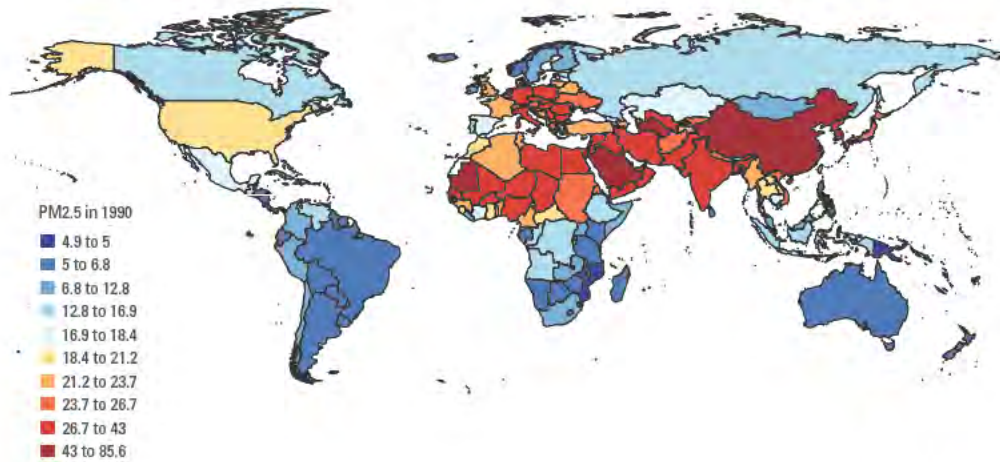 PM2.5 in 1990
4.9 to 5
5 to 6.8
6.8 to 12.8
12.8 to 16.9
16.9 to 18.4
18.4 to 21.2
21.2 to 23.7
23.7 to 26.7
26.7 to 43
43 to 85.6